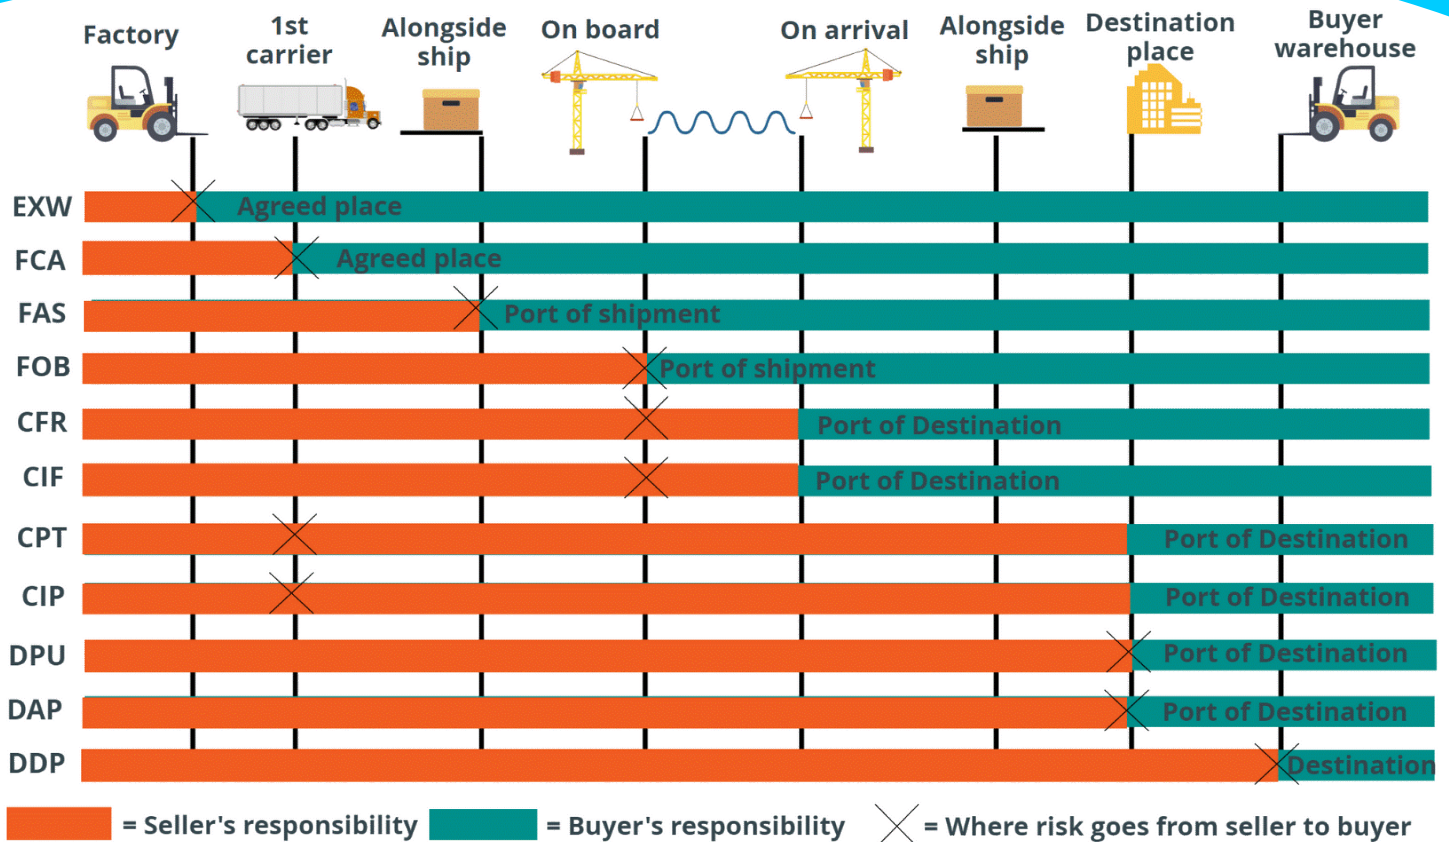 Factory
1st
carrier
Alongside
ship
On board
On arrival
Alongside
ship
Destination
place
Buyer
warehouse
EXW
Agreed place
FCA
Agreed place
FAS
Port of shipment
FOB
Port of shipment
CFR
Port of Destination
CIF
Port of Destination
CPT
Port of Destination
CIP
Port of Destination
DPU
Port of Destination
DAP
Port of Destination
DDP
Destination
= Seller's responsibility
= Buyer's responsibility
= Where risk goes from seller to buyer